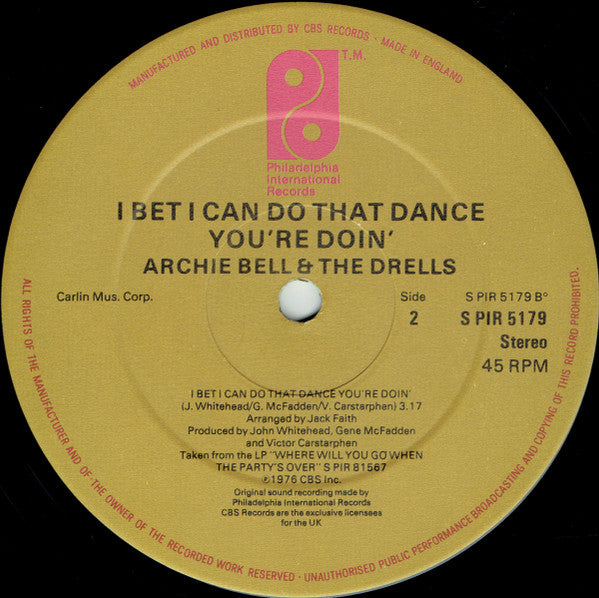 MANUFACTURED AND DISTRIBUTED BY CBS RECORDS · MADE IN ENGLAND
T.M.
Philadelphia
International
Records
I BET I CAN DO THAT DANCE
YOU'RE DOIN'
ARCHIE BELL & THE DRELLS
Carlin Mus. Corp.
Side
2
S PIR 5179 B°
S PIR 5179
Stereo
45 RPM
I BET I CAN DO THAT DANCE YOU'RE DOIN'
(J. Whitehead/G. McFadden/V. Carstarphen) 3.17
Arranged by Jack Faith
Produced by John Whitehead, Gene McFadden
and Victor Carstarphen
Taken from the LP "WHERE WILL YOU GO WHEN
THE PARTY'S OVER" S PIR 81567
℗1976 CBS Inc.
Original sound recording made by
Philadelphia International Records
CBS Records are the exclusive licensees
for the UK
ALL RIGHTS OF THE MANUFACTURER AND OF THE OWNER OF THE RECORDED WORK RESERVED · UNAUTHORISED PUBLIC PERFORMANCE BROADCASTING AND COPYING OF THIS RECORD PROHIBITED.